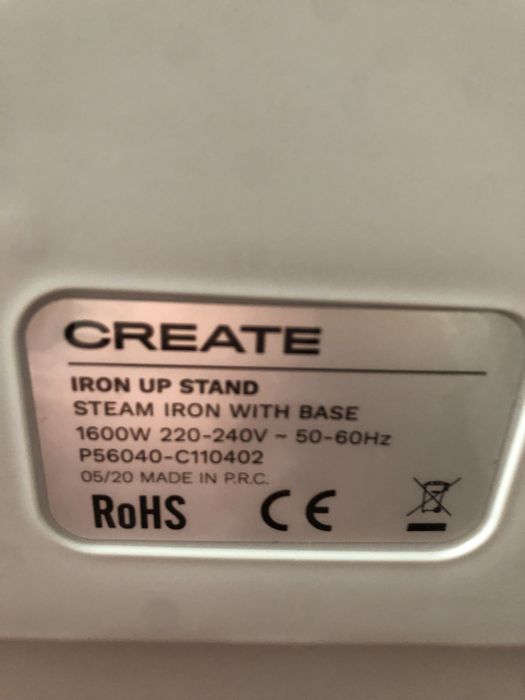 CREATE
IRON UP STAND
STEAM IRON WITH BASE
1600W 220-240V ~ 50-60Hz
P56040-C110402
05/20 MADE IN P.R.C.
RoHS CE